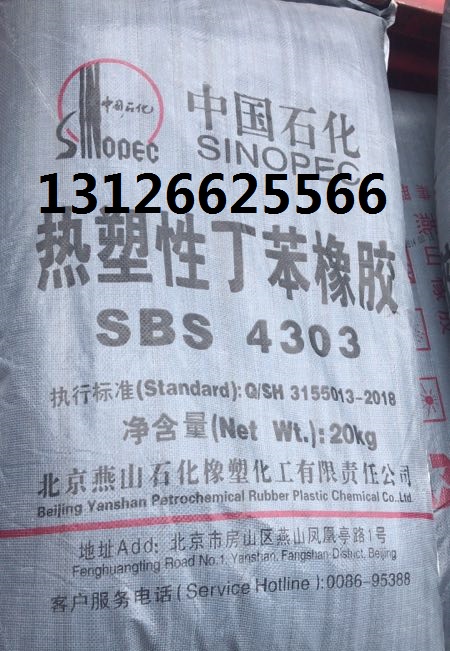 中国石化
SINOPEC
中国石化
SINOPEC
13126625566
热塑性丁苯橡胶
SBS 4303
执行标准(Standard): Q/SH 3155013-2018
净含量(Net Wt.): 20kg
北京燕山石化橡塑化工有限责任公司
Beijing Yanshan Petrochemical Rubber Plastic Chemical Co.Ltd.
地址Add: 北京市房山区燕山凤凰亭路1号
Fenghuangting Road No.1, Yanshan, Fangshan District, Beijing
客户服务电话(Service Hotline): 0086-95388